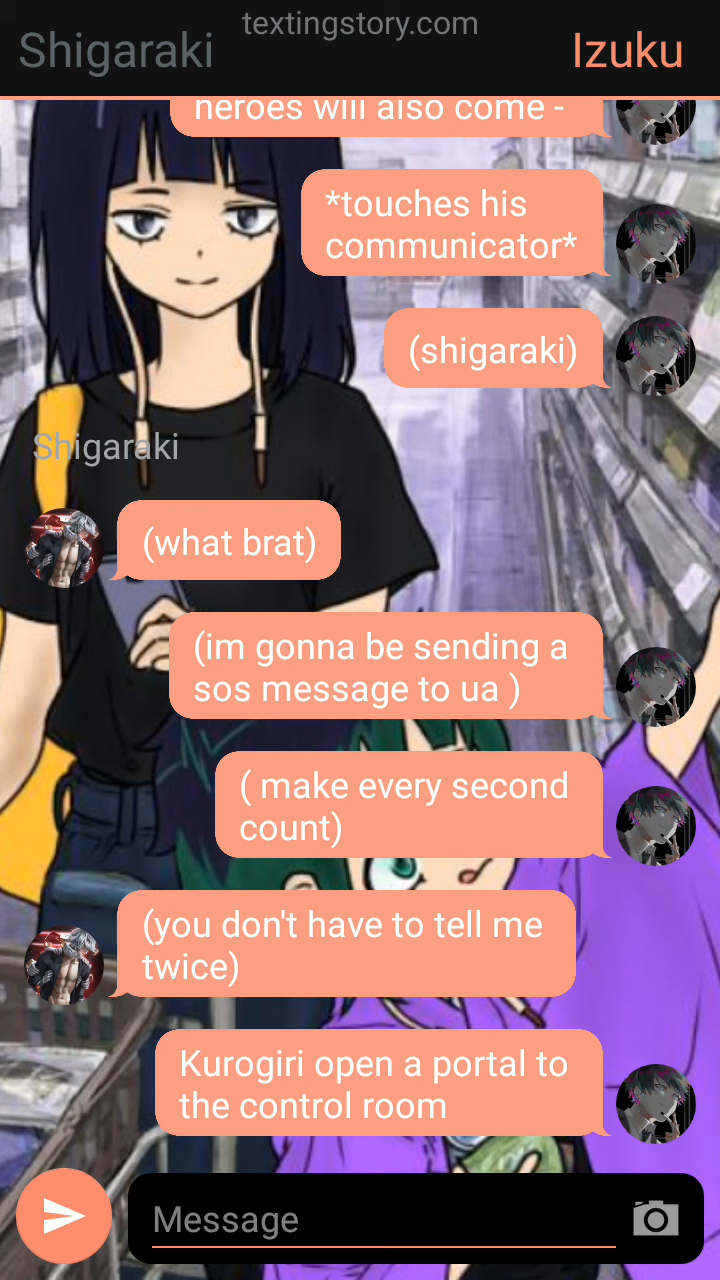 textingstory.com
Shigaraki
Izuku
heroes will also come -
*touches his
communicator*
(shigaraki)
Shigaraki
(what brat)
(im gonna be sending a
sos message to ua )
( make every second
count)
(you don't have to tell me
twice)
Kurogiri open a portal to
the control room
Message